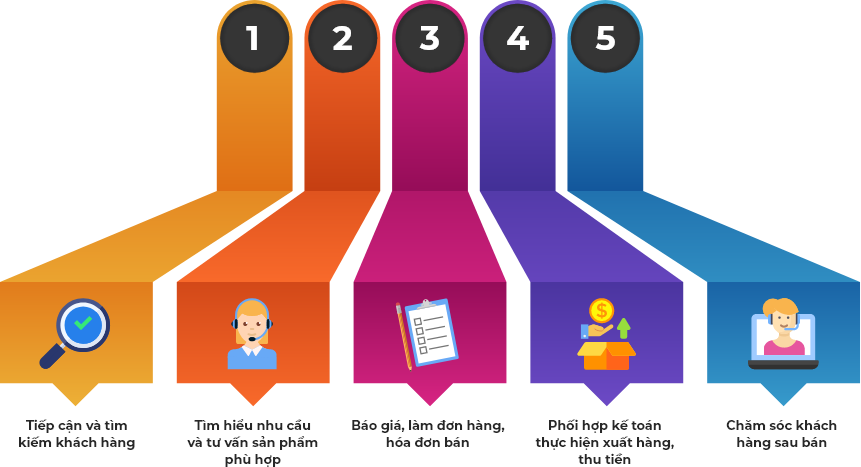 1
2
3
4
5
Tiếp cận và tìm
kiếm khách hàng
Tìm hiểu nhu cầu
và tư vấn sản phẩm
phù hợp
Báo giá, làm đơn hàng,
hóa đơn bán
Phối hợp kế toán
thực hiện xuất hàng,
thu tiền
Chăm sóc khách
hàng sau bán